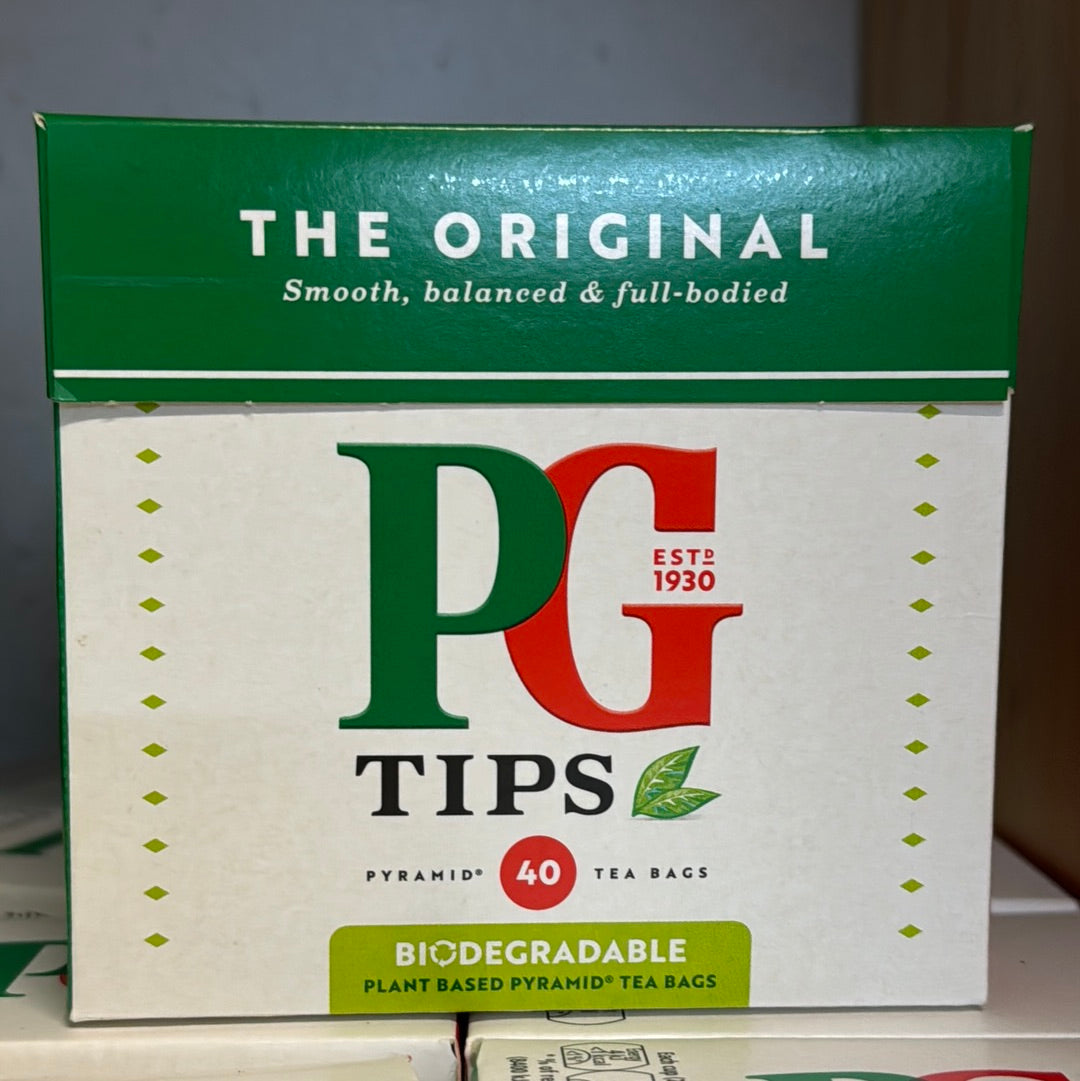 THE ORIGINAL
Smooth, balanced & full-bodied
PG
ESTD
1930
TIPS
PYRAMID® 40 TEA BAGS
BIODEGRADABLE
PLANT BASED PYRAMID® TEA BAGS